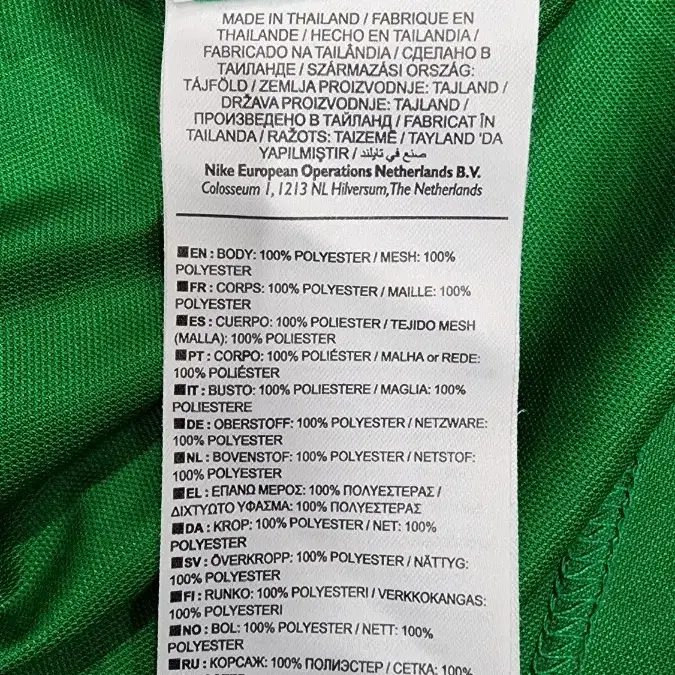 MADE IN THAILAND / FABRIQUE EN
THAILANDE / HECHO EN TAILANDIA /
FABRICADO NA TAILÂNDIA / СДЕЛАНО В
ТАИЛАНДЕ / SZÁRMAZÁSI ORSZÁG:
TÁJFÖLD / ZEMLJA PROIZVODNJE: TAJLAND /
DRŽAVA PROIZVODNJE: TAJLAND /
ПРОИЗВЕДЕНО В ТАЙЛАНД / FABRICAT ÎN
TAILANDA / RAŽOTS: TAIZEMĒ / TAYLAND 'DA
YAPILMIŞTIR / صنع في تايلند
Nike European Operations Netherlands B.V.
Colosseum 1, 1213 NL Hilversum, The Netherlands
EN : BODY: 100% POLYESTER / MESH: 100%
POLYESTER
FR : CORPS: 100% POLYESTER / MAILLE: 100%
POLYESTER
ES : CUERPO: 100% POLIESTER / TEJIDO MESH
(MALLA): 100% POLIESTER
PT : CORPO: 100% POLIÉSTER / MALHA or REDE:
100% POLIÉSTER
IT : BUSTO: 100% POLIESTERE / MAGLIA: 100%
POLIESTERE
DE : OBERSTOFF: 100% POLYESTER / NETZWARE:
100% POLYESTER
NL : BOVENSTOF: 100% POLYESTER / NETSTOF:
100% POLYESTER
EL : ΕΠΑΝΩ ΜΕΡΟΣ: 100% ΠΟΛΥΕΣΤΕΡΑΣ /
ΔΙΧΤΥΩΤΟ ΥΦΑΣΜΑ: 100% ΠΟΛΥΕΣΤΕΡΑΣ
DA : KROP: 100% POLYESTER / NET: 100%
POLYESTER
SV : ÖVERKROPP: 100% POLYESTER / NÄTTYG:
100% POLYESTER
FI : RUNKO: 100% POLYESTERI / VERKKOKANGAS:
100% POLYESTERI
NO : BOL: 100% POLYESTER / NETT: 100%
POLYESTER
RU : КОРСАЖ: 100% ПОЛИЭСТЕР / СЕТКА: 100%